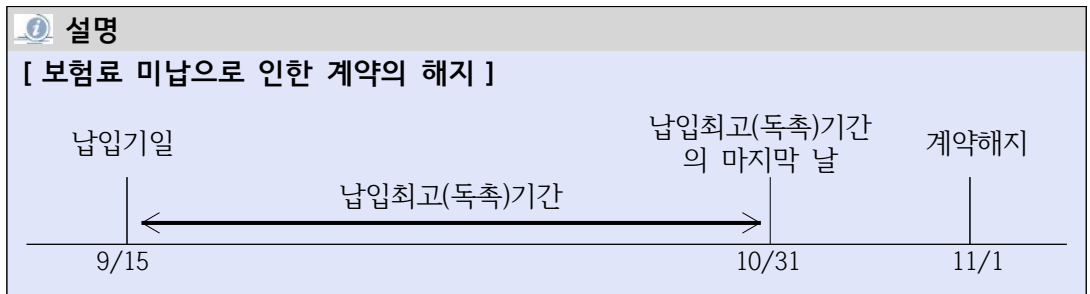 설명
[ 보험료 미납으로 인한 계약의 해지 ]
납입기일
납입최고(독촉)기간
의 마지막 날
계약해지
납입최고(독촉)기간
9/15
10/31
11/1